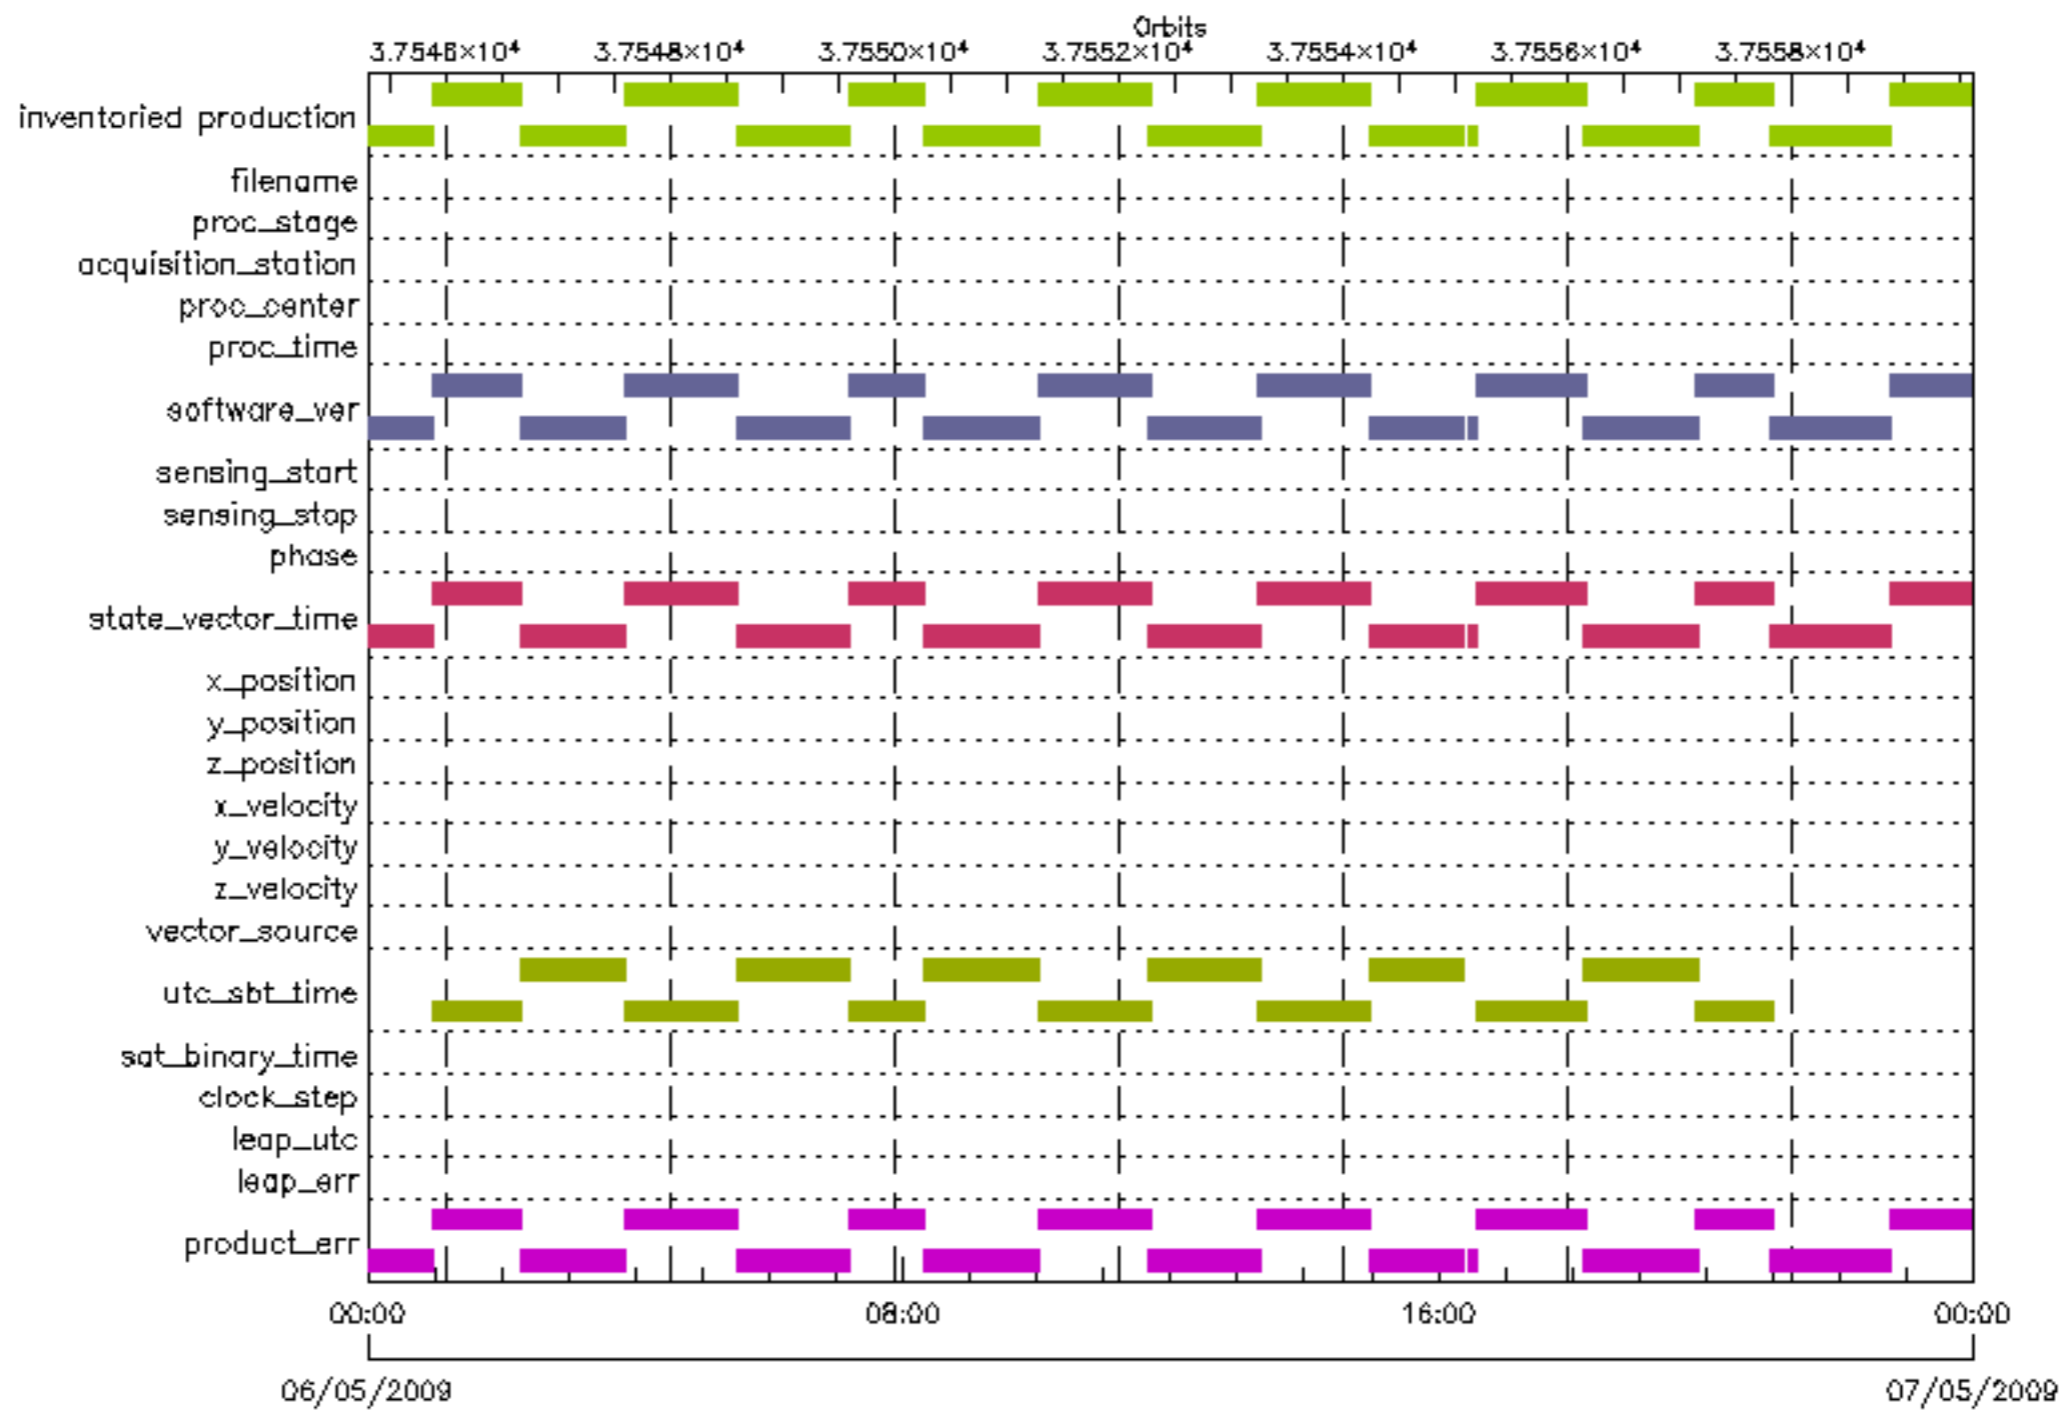 Orbits
3.7546×10⁴ 3.7548×10⁴ 3.7550×10⁴ 3.7552×10⁴ 3.7554×10⁴ 3.7556×10⁴ 3.7558×10⁴
inventoried production
filename
proc_stage
acquisition_station
proc_center
proc_time
software_ver
sensing_start
sensing_stop
phase
state_vector_time
x_position
y_position
z_position
x_velocity
y_velocity
z_velocity
vector_source
utc_sbt_time
sat_binary_time
clock_step
leap_utc
leap_err
product_err
00:00 08:00 16:00 00:00
06/05/2009 07/05/2009